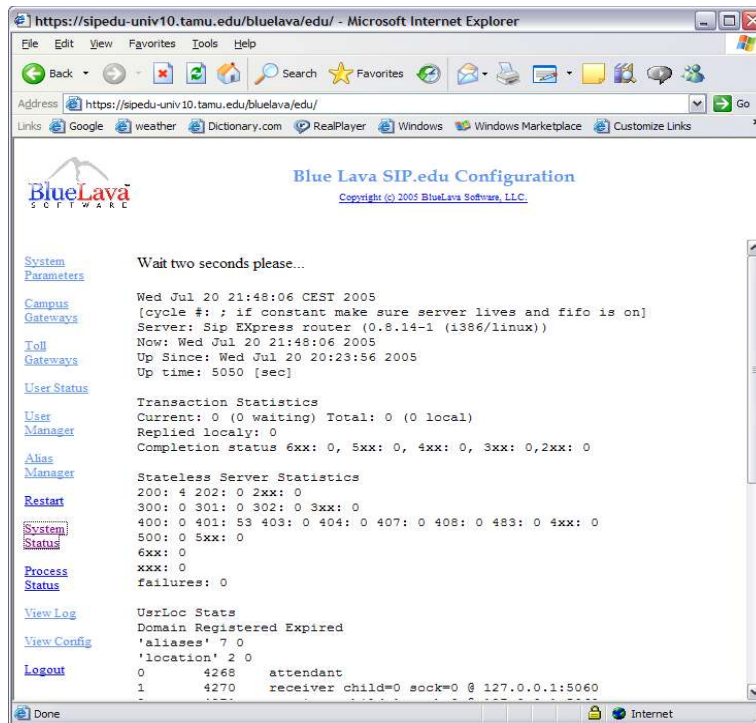 https://sipedu-univ10.tamu.edu/bluelava/edu/ - Microsoft Internet Explorer
File Edit View Favorites Tools Help
Back Search Favorites
Address https://sipedu-univ10.tamu.edu/bluelava/edu/ Go
Links Google weather Dictionary.com RealPlayer Windows Windows Marketplace Customize Links
BlueLava
SOFTWARE
Blue Lava SIP.edu Configuration
Copyright (c) 2005 BlueLava Software, LLC.
System
Parameters
Campus
Gateways
Toll
Gateways
User Status
User
Manager
Alias
Manager
Restart
System
Status
Process
Status
View Log
View Config
Logout
Wait two seconds please...
Wed Jul 20 21:48:06 CEST 2005
[cycle #: ; if constant make sure server lives and fifo is on]
Server: Sip EXpress router (0.8.14-1 (i386/linux))
Now: Wed Jul 20 21:48:06 2005
Up Since: Wed Jul 20 20:23:56 2005
Up time: 5050 [sec]
Transaction Statistics
Current: 0 (0 waiting) Total: 0 (0 local)
Replied localy: 0
Completion status 6xx: 0, 5xx: 0, 4xx: 0, 3xx: 0,2xx: 0
Stateless Server Statistics
200: 4 202: 0 2xx: 0
300: 0 301: 0 302: 0 3xx: 0
400: 0 401: 53 403: 0 404: 0 407: 0 408: 0 483: 0 4xx: 0
500: 0 5xx: 0
6xx: 0
xxx: 0
failures: 0
UsrLoc Stats
Domain Registered Expired
'aliases' 7 0
'location' 2 0
0 4268 attendant
1 4270 receiver child=0 sock=0 @ 127.0.0.1:5060
Done Internet